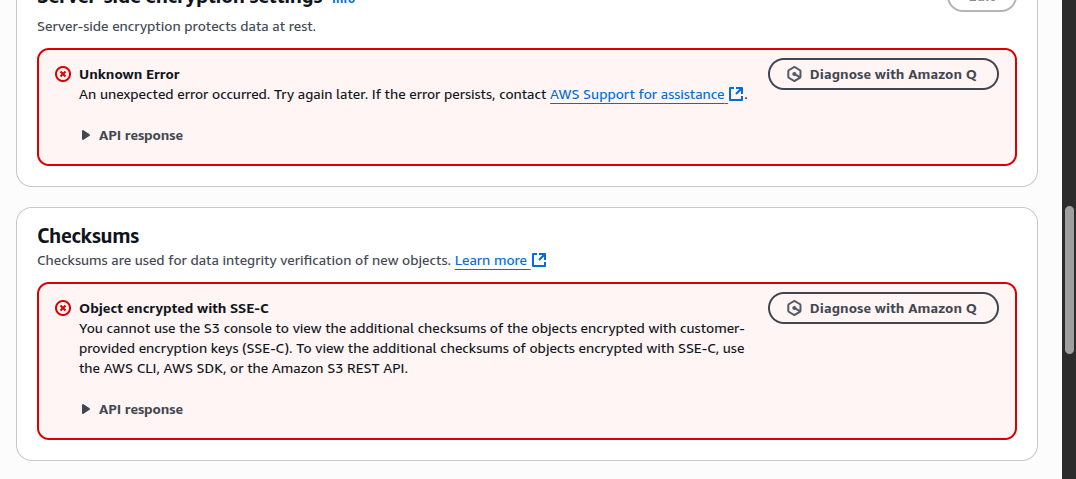 Server-side encryption settings Info
Edit
Server-side encryption protects data at rest.
Unknown Error
Diagnose with Amazon Q
An unexpected error occurred. Try again later. If the error persists, contact AWS Support for assistance.
API response
Checksums
Checksums are used for data integrity verification of new objects. Learn more
Object encrypted with SSE-C
Diagnose with Amazon Q
You cannot use the S3 console to view the additional checksums of the objects encrypted with customer-
provided encryption keys (SSE-C). To view the additional checksums of objects encrypted with SSE-C, use
the AWS CLI, AWS SDK, or the Amazon S3 REST API.
API response